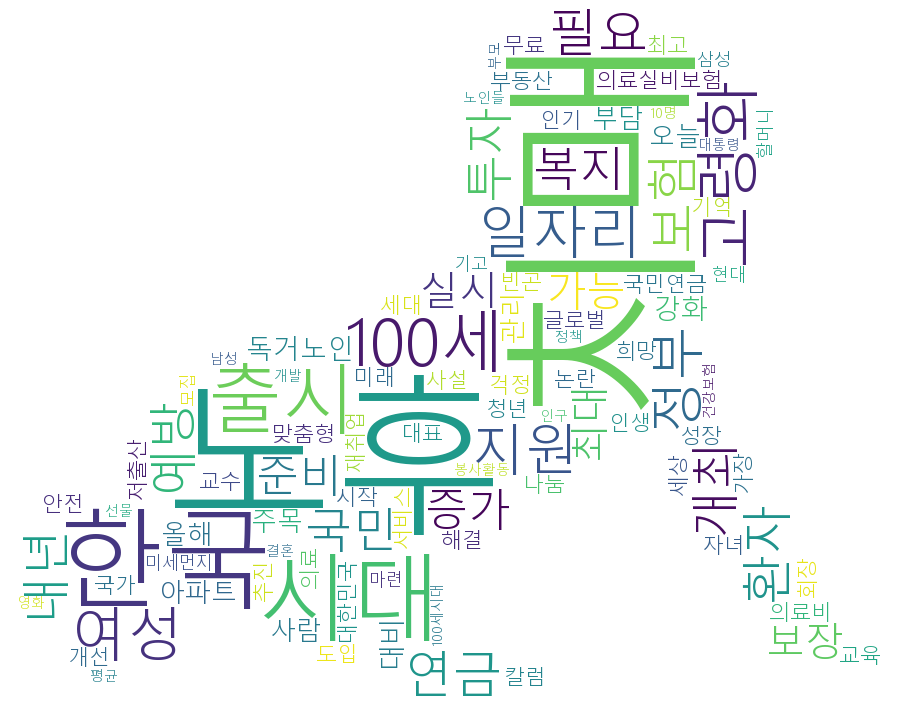 필요
무료
최고
부모
부동산
의료실비보험
삼성
노인들
인기
부담
10명
오늘
대통령
할머니
투자
복지
보험
고령화
치매
일자리
기억
기고
실시
빈곤
가능
국민연금
현대
세대
관리
강화
100세
글로벌
정책
독거노인
남성
개발
미래
사설
걱정
논란
희망
정부
건강보험
출시
모집
청년
인구
최대
인생
성장
예방
맞춤형
재취업
노후
대표
지원
저출산
교수
준비
봉사활동
나눔
세상
개최
가정
안전
선물
시작
서비스
증가
내년
한국
올해
주목
국민
해결
자녀
환자
회장
미세먼지
결혼
의료
추진
국가
아파트
시대
마련
대한민국
100세시대
영화
여성
사람
도입
대비
의료비
보장
교육
개선
평균
연금
칼럼